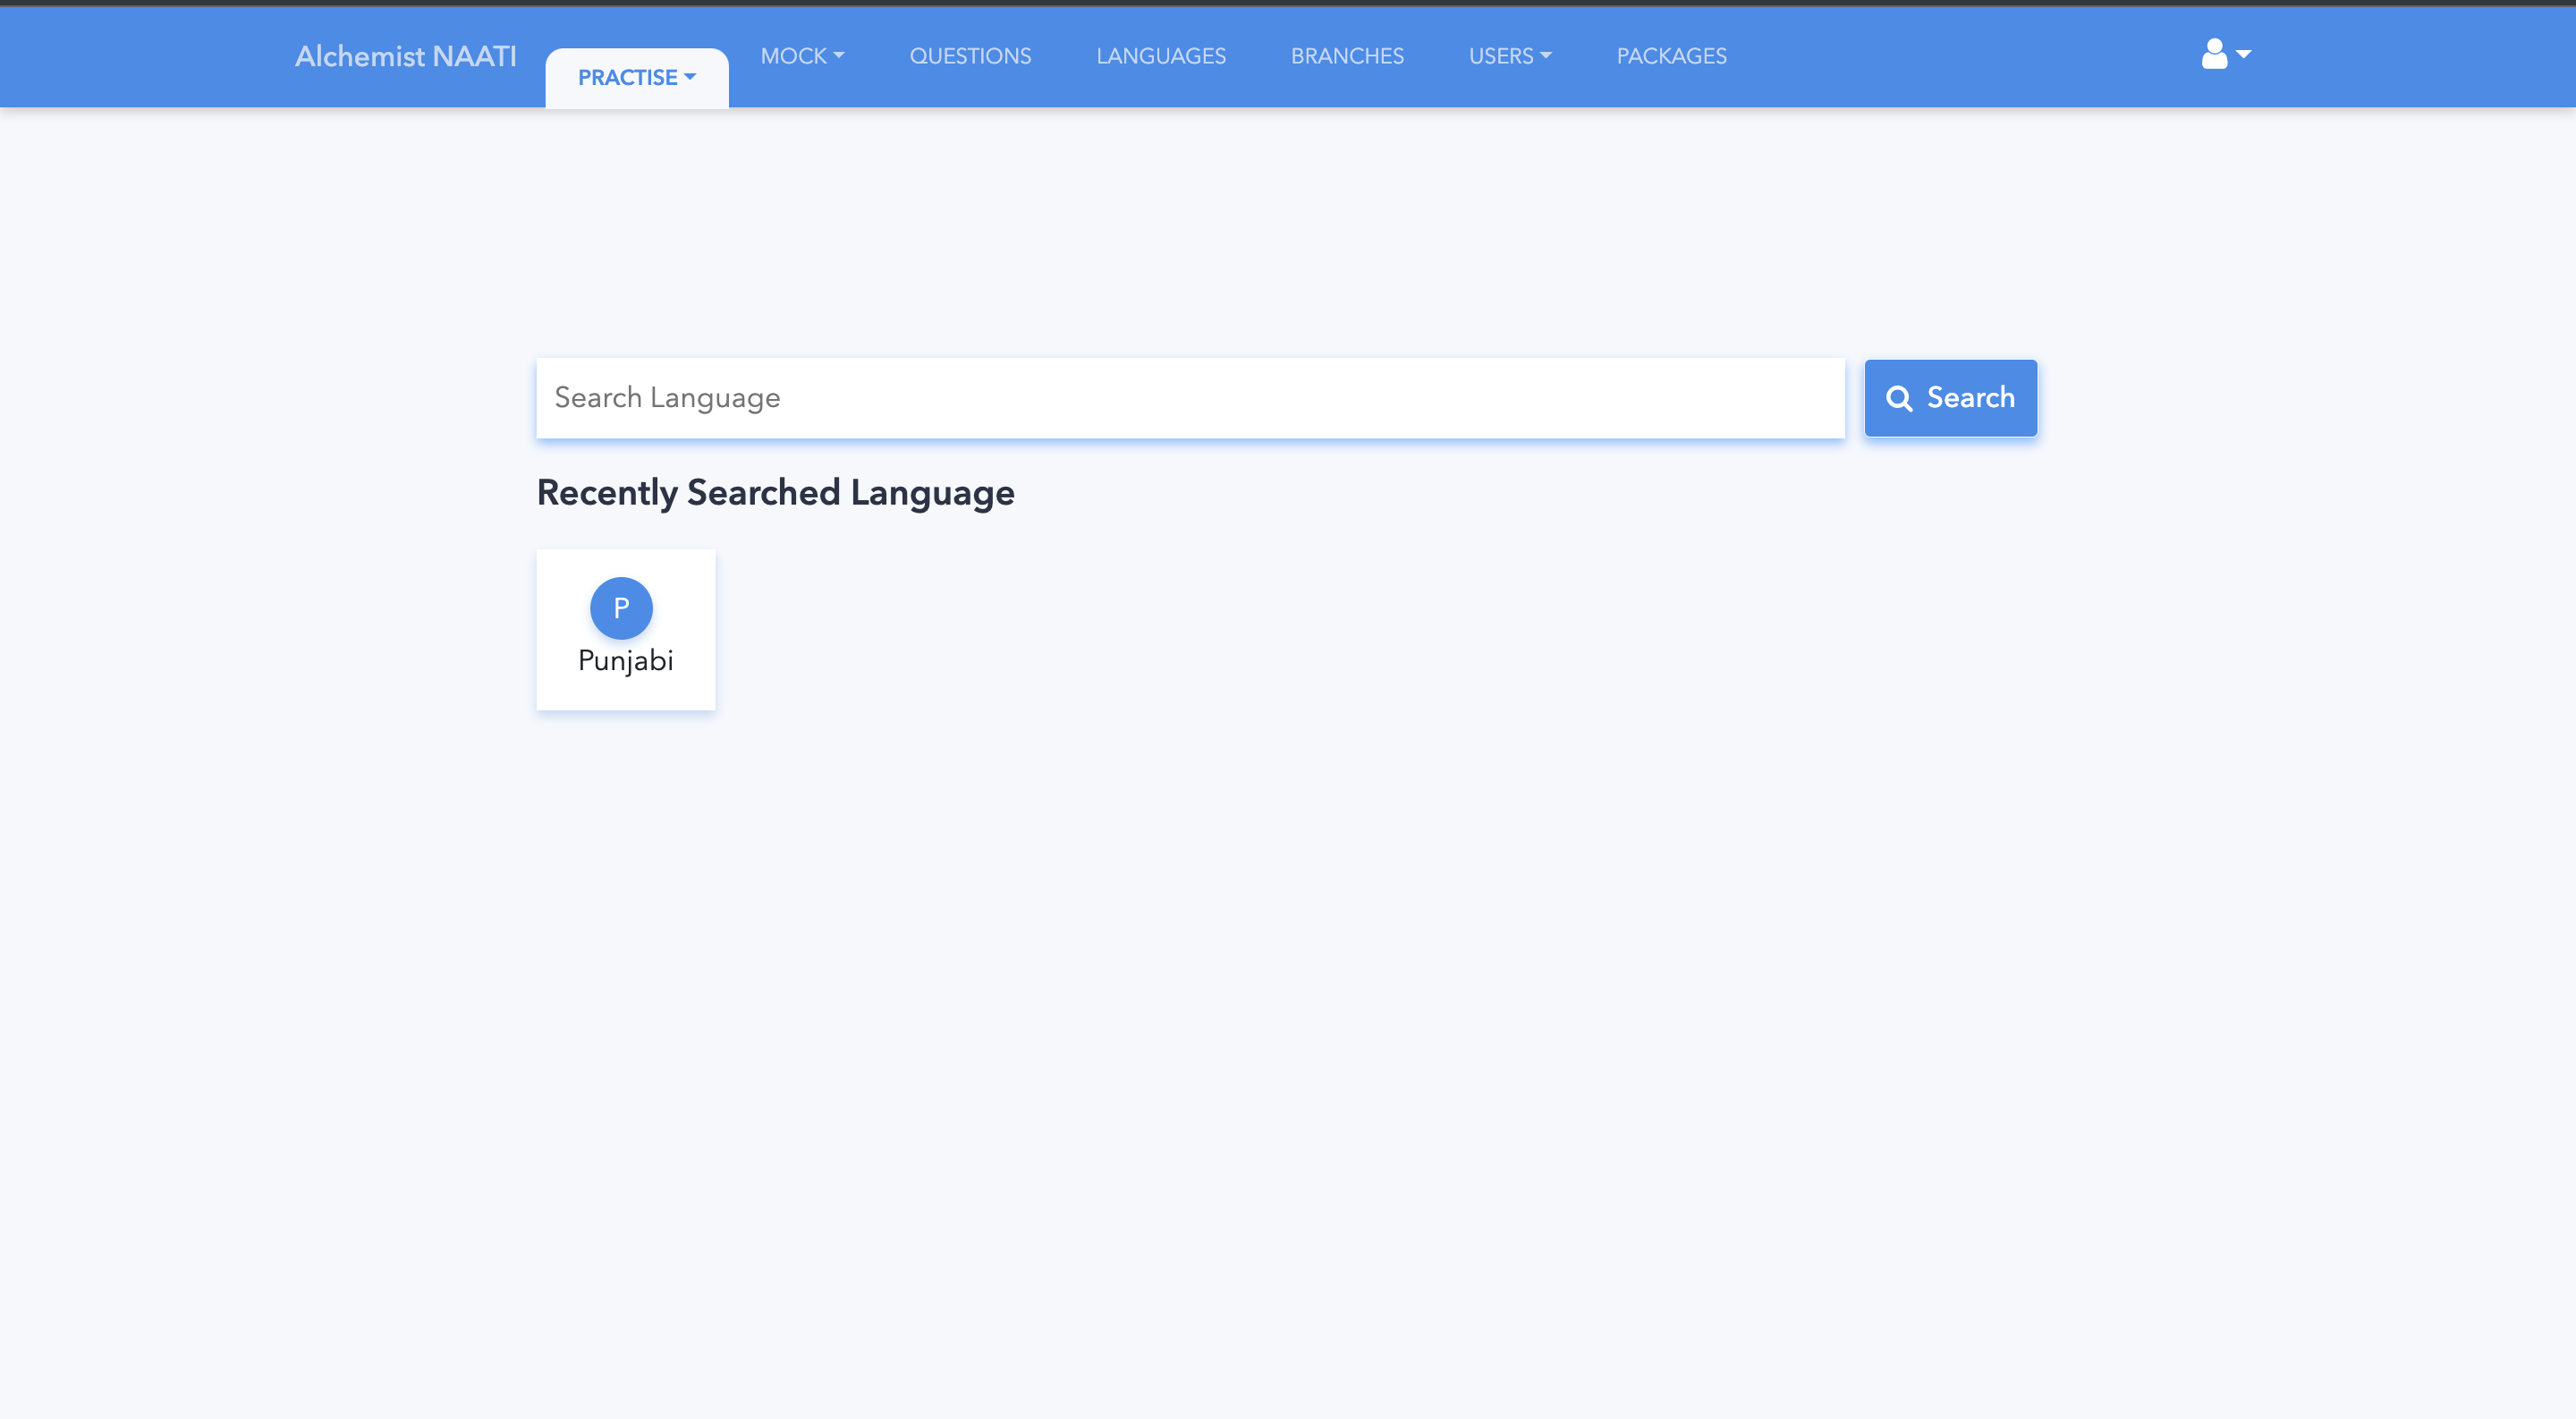 Alchemist NAATI
PRACTISE
MOCK
QUESTIONS
LANGUAGES
BRANCHES
USERS
PACKAGES
Search Language
Search
Recently Searched Language
P
Punjabi